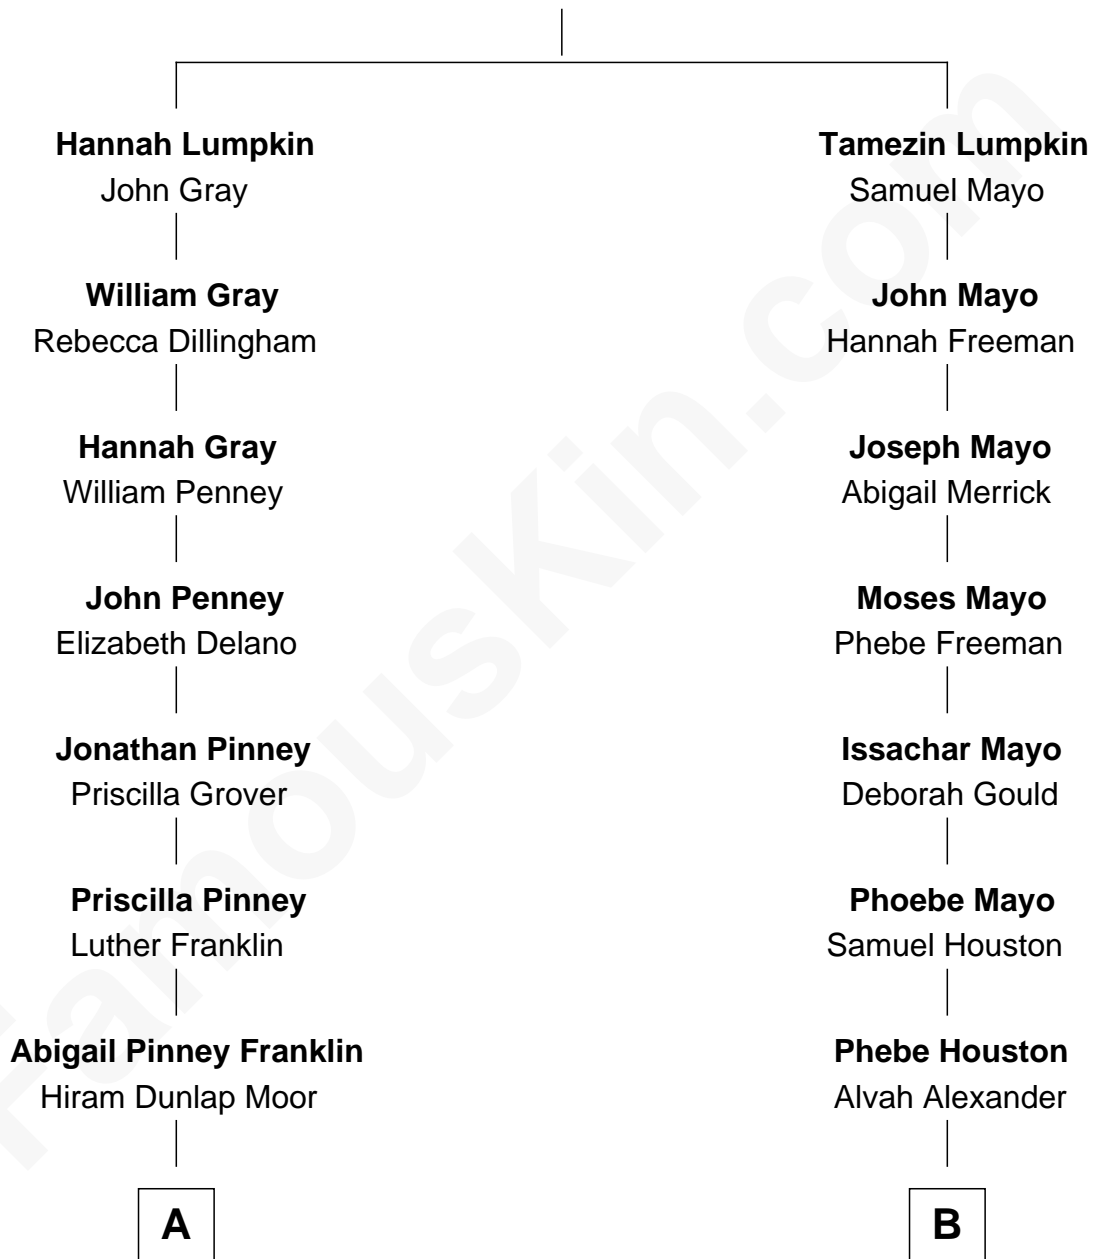 Hannah Lumpkin
John Gray
William Gray
Rebecca Dillingham
Hannah Gray
William Penney
John Penney
Elizabeth Delano
Jonathan Pinney
Priscilla Grover
Priscilla Pinney
Luther Franklin
Abigail Pinney Franklin
Hiram Dunlap Moor
A
Tamezin Lumpkin
Samuel Mayo
John Mayo
Hannah Freeman
Joseph Mayo
Abigail Merrick
Moses Mayo
Phebe Freeman
Issachar Mayo
Deborah Gould
Phoebe Mayo
Samuel Houston
Phebe Houston
Alvah Alexander
B
FamousKin.com